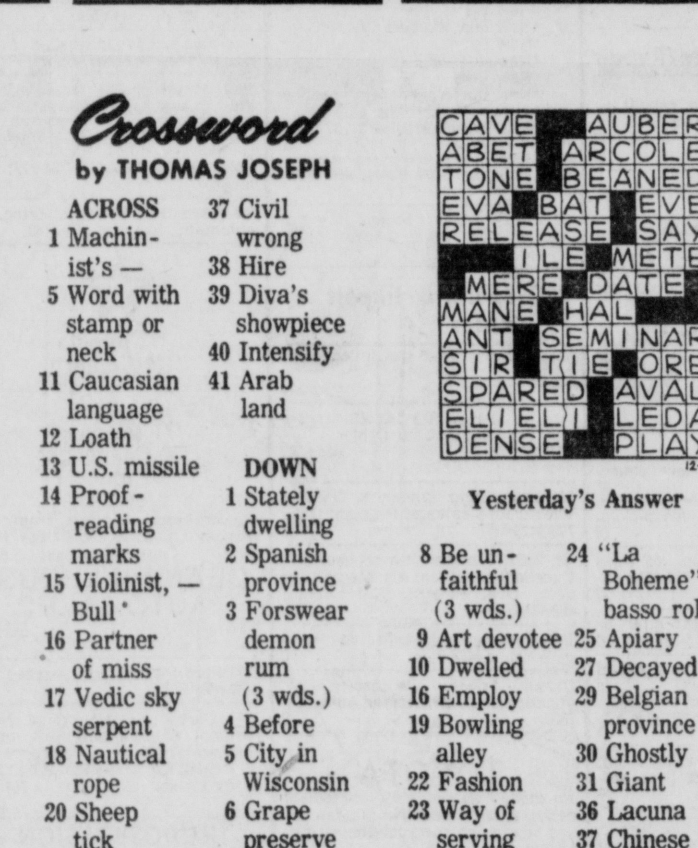 Crossword
by THOMAS JOSEPH
ACROSS
1 Machin-
ist's —
5 Word with
stamp or
neck
11 Caucasian
language
12 Loath
13 U.S. missile
14 Proof-
reading
marks
15 Violinist, —
Bull
16 Partner
of miss
17 Vedic sky
serpent
18 Nautical
rope
20 Sheep
tick
37 Civil
wrong
38 Hire
39 Diva's
showpiece
40 Intensify
41 Arab
land
DOWN
1 Stately
dwelling
2 Spanish
province
3 Forswear
demon
rum
(3 wds.)
4 Before
5 City in
Wisconsin
6 Grape
preserve
CAVE AUBER
ABET ARCOLE
TONE BEANED
EVA BAT EVE
RELEASE SAY
ILE METE
MERE DATE
MANE HAL
ANT SEMINAR
SIR TIE ORE
SPARED AVAL
ELIELI LEDA
DENSE PLAY
Yesterday's Answer
8 Be un-
faithful
(3 wds.)
9 Art devotee
10 Dwelled
16 Employ
19 Bowling
alley
22 Fashion
23 Way of
serving
24 "La
Boheme"
basso rol
25 Apiary
27 Decayed
29 Belgian
province
30 Ghostly
31 Giant
36 Lacuna
37 Chinese